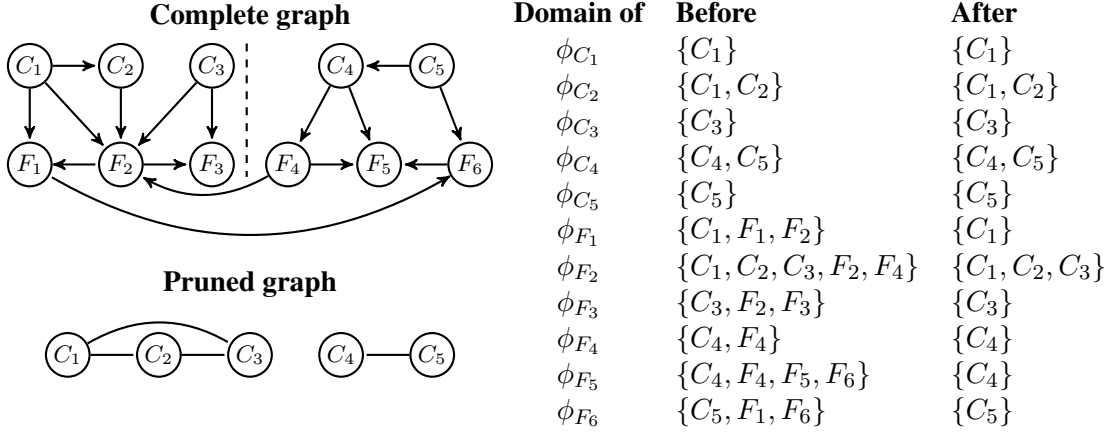 Complete graph
C1 C2 C3 C4 C5
F1 F2 F3 F4 F5 F6
Pruned graph
C1 C2 C3 C4 C5
Domain of Before After
ϕC1 {C1} {C1}
ϕC2 {C1, C2} {C1, C2}
ϕC3 {C3} {C3}
ϕC4 {C4, C5} {C4, C5}
ϕC5 {C5} {C5}
ϕF1 {C1, F1, F2} {C1}
ϕF2 {C1, C2, C3, F2, F4} {C1, C2, C3}
ϕF3 {C3, F2, F3} {C3}
ϕF4 {C4, F4} {C4}
ϕF5 {C4, F4, F5, F6} {C4}
ϕF6 {C5, F1, F6} {C5}